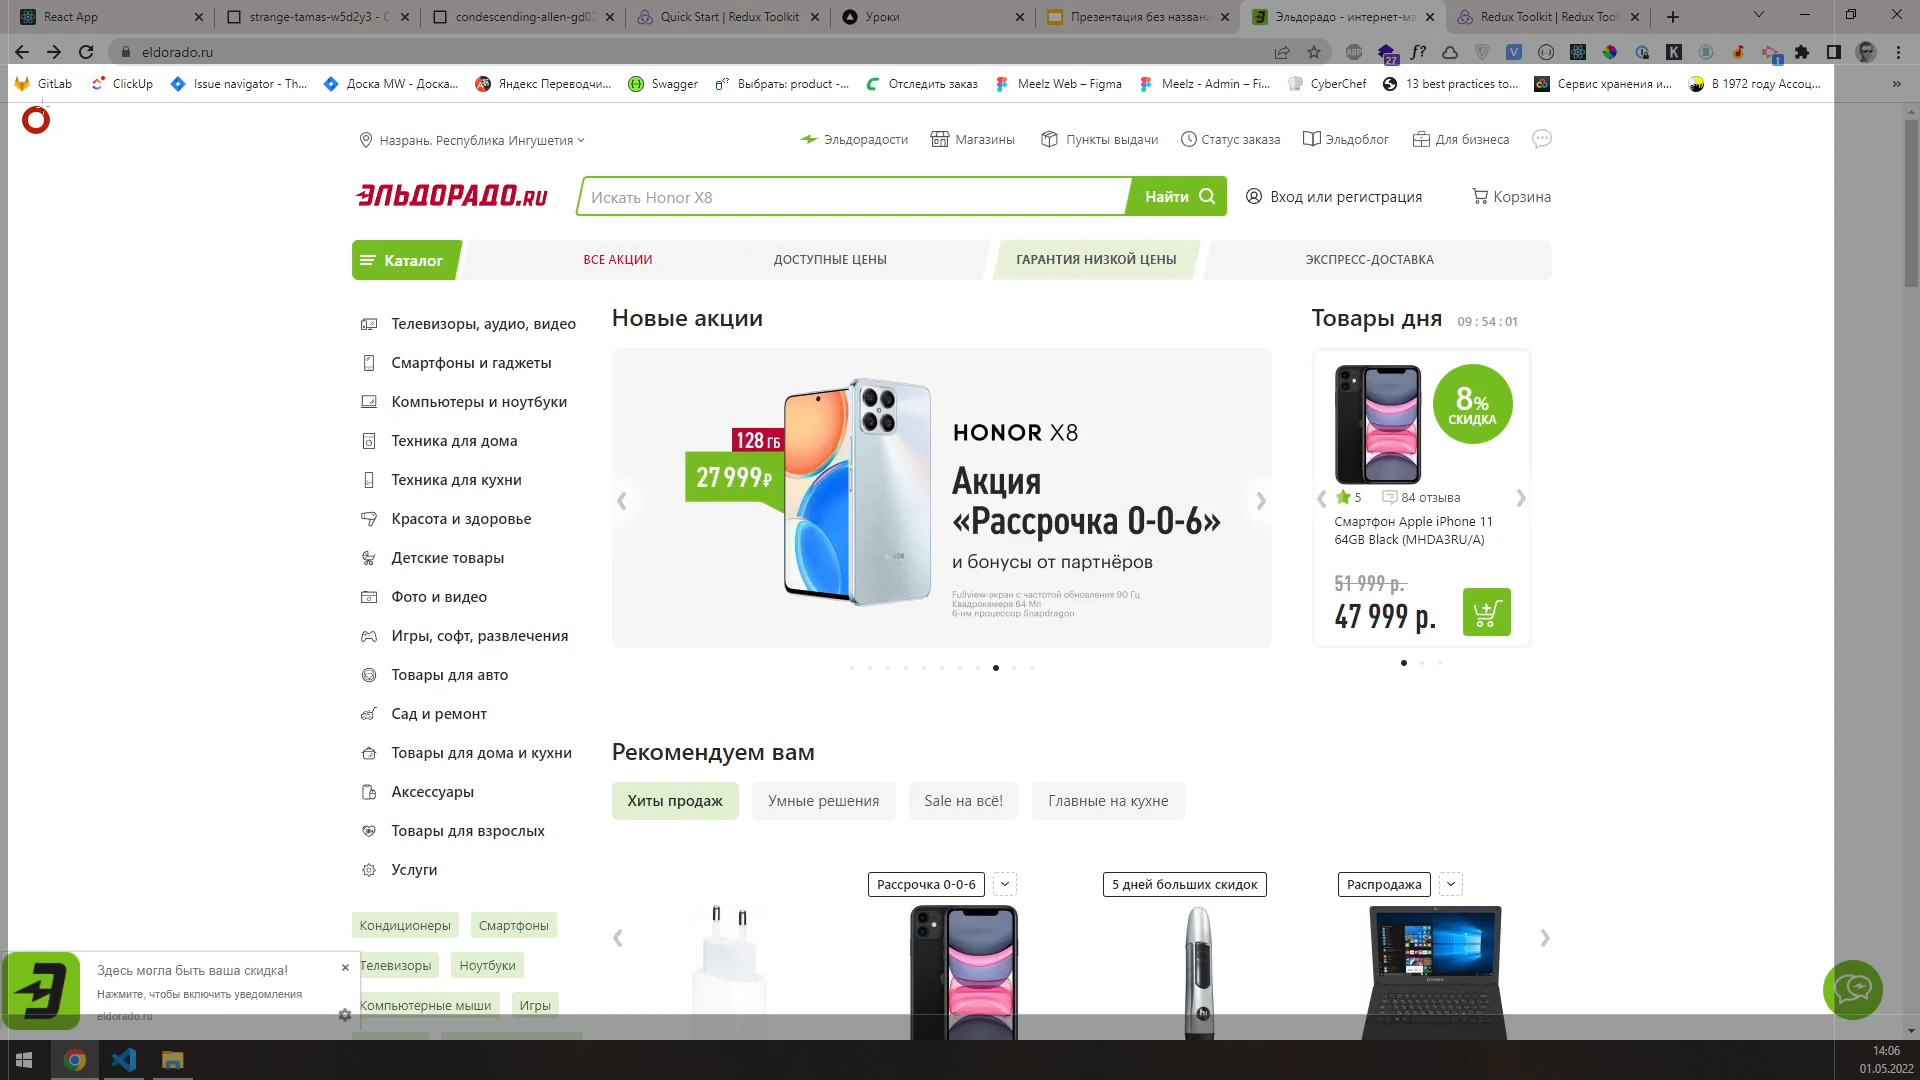 React App
strange-tamas-w5d2y3 - C
condescending-allen-gd02
Quick Start | Redux Toolkit
Уроки
Презентация без названи
Эльдорадо - интернет-ма
Redux Toolkit | Redux Tool
eldorado.ru
ABP
f?
27
1
GitLab
ClickUp
Issue navigator - Th...
Доска MW - Доска...
Яндекс Переводчи...
Swagger
Выбрать: product -...
Отследить заказ
Meelz Web – Figma
Meelz - Admin – Fi...
CyberChef
13 best practices to...
Сервис хранения и...
В 1972 году Ассоц...
Назрань, Республика Ингушетия
Эльдорадости
Магазины
Пункты выдачи
Статус заказа
Эльдоблог
Для бизнеса
ЭЛЬДОРАДО.RU
Искать Honor X8
Найти
Вход или регистрация
Корзина
Каталог
ВСЕ АКЦИИ
ДОСТУПНЫЕ ЦЕНЫ
ГАРАНТИЯ НИЗКОЙ ЦЕНЫ
ЭКСПРЕСС-ДОСТАВКА
Телевизоры, аудио, видео
Смартфоны и гаджеты
Компьютеры и ноутбуки
Техника для дома
Техника для кухни
Красота и здоровье
Детские товары
Фото и видео
Игры, софт, развлечения
Товары для авто
Сад и ремонт
Товары для дома и кухни
Аксессуары
Товары для взрослых
Услуги
Кондиционеры
Смартфоны
Телевизоры
Ноутбуки
Компьютерные мыши
Игры
Новые акции
128 ГБ
27 999₽
HONOR
HONOR X8
Акция
«Рассрочка 0-0-6»
и бонусы от партнёров
Fullview-экран с частотой обновления 90 Гц
Квадрокамера 64 Мп
6-нм процессор Snapdragon
Товары дня
09 : 54 : 01
8%
СКИДКА
5
84 отзыва
Смартфон Apple iPhone 11
64GB Black (MHDA3RU/A)
51 999 р.
47 999 р.
Рекомендуем вам
Хиты продаж
Умные решения
Sale на всё!
Главные на кухне
Рассрочка 0-0-6
5 дней больших скидок
Распродажа
Здесь могла быть ваша скидка!
Нажмите, чтобы включить уведомления
eldorado.ru
14:06
01.05.2022